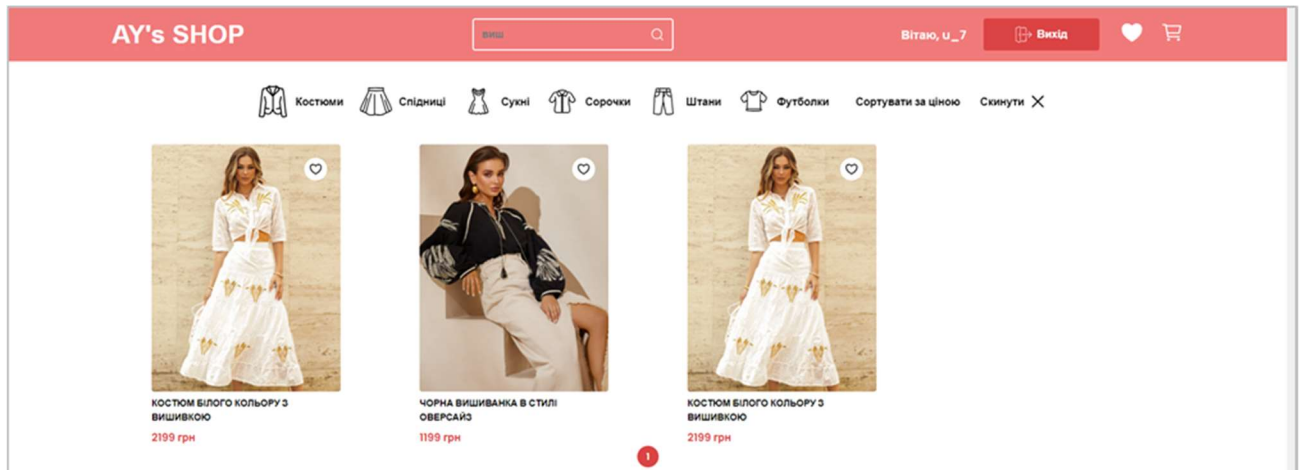 AY's SHOP
виш
Вітаю, u_7
Вихід
Костюми
Спідниці
Сукні
Сорочки
Штани
Футболки
Сортувати за ціною
Скинути
КОСТЮМ БІЛОГО КОЛЬОРУ З
ВИШИВКОЮ
2199 грн
ЧОРНА ВИШИВАНКА В СТИЛІ
ОВЕРСАЙЗ
1199 грн
КОСТЮМ БІЛОГО КОЛЬОРУ З
ВИШИВКОЮ
2199 грн
1